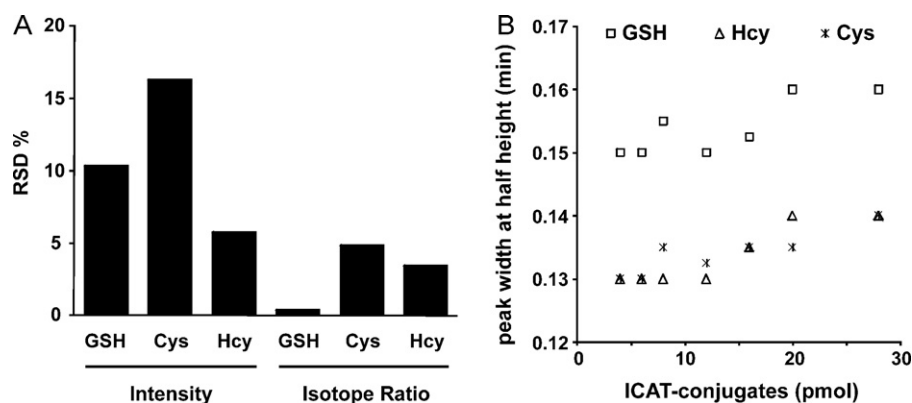 A
RSD %
20
15
10
5
0
GSH Cys Hcy GSH Cys Hcy
Intensity Isotope Ratio
B
peak width at half height (min)
0.17
0.16
0.15
0.14
0.13
0.12
GSH Hcy Cys
0 10 20 30
ICAT-conjugates (pmol)